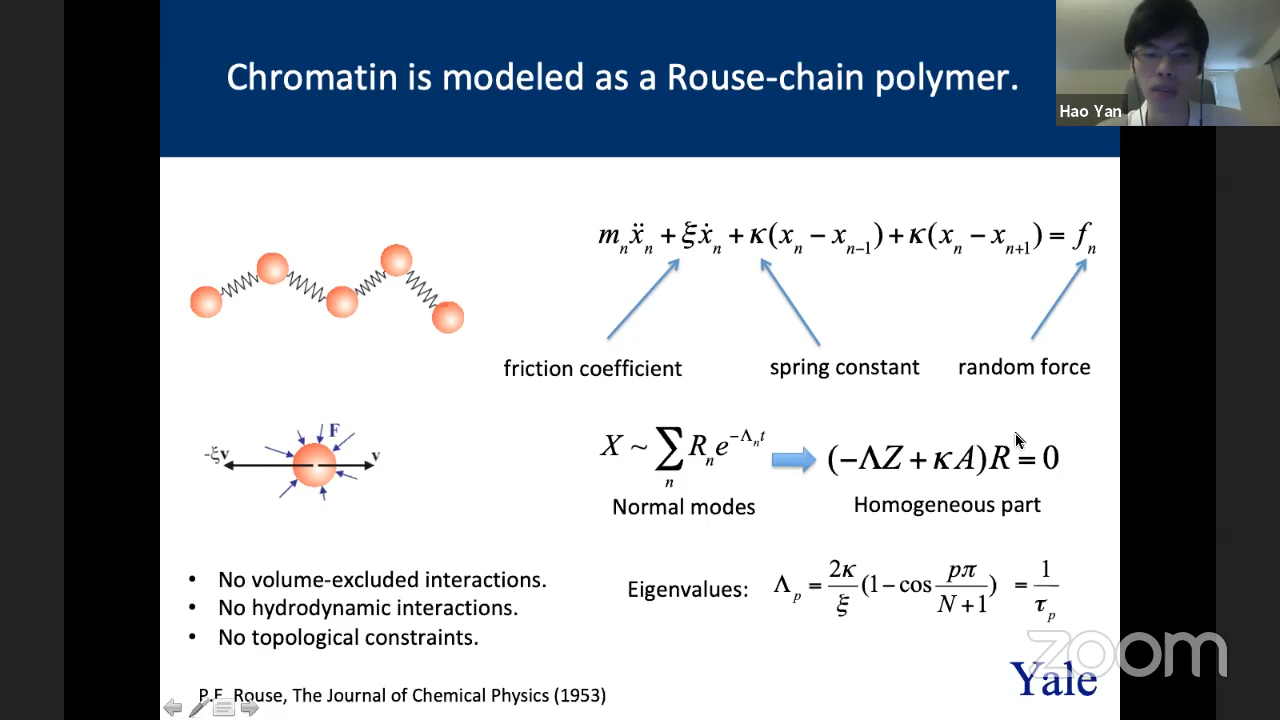 Chromatin is modeled as a Rouse-chain polymer.
Hao Yan
mₙẍₙ + ξẋₙ + κ(xₙ − xₙ₋₁) + κ(xₙ − xₙ₊₁) = fₙ
friction coefficient
spring constant
random force
F
-ξv
v
X ~ ∑ₙ Rₙe^(−Λₙt)
(−ΛZ + κA)R = 0
Normal modes
Homogeneous part
• No volume-excluded interactions.
• No hydrodynamic interactions.
• No topological constraints.
Eigenvalues: Λₚ = 2κ/ξ (1 − cos pπ/(N + 1)) = 1/τₚ
zoom
Yale
P.E. Rouse, The Journal of Chemical Physics (1953)